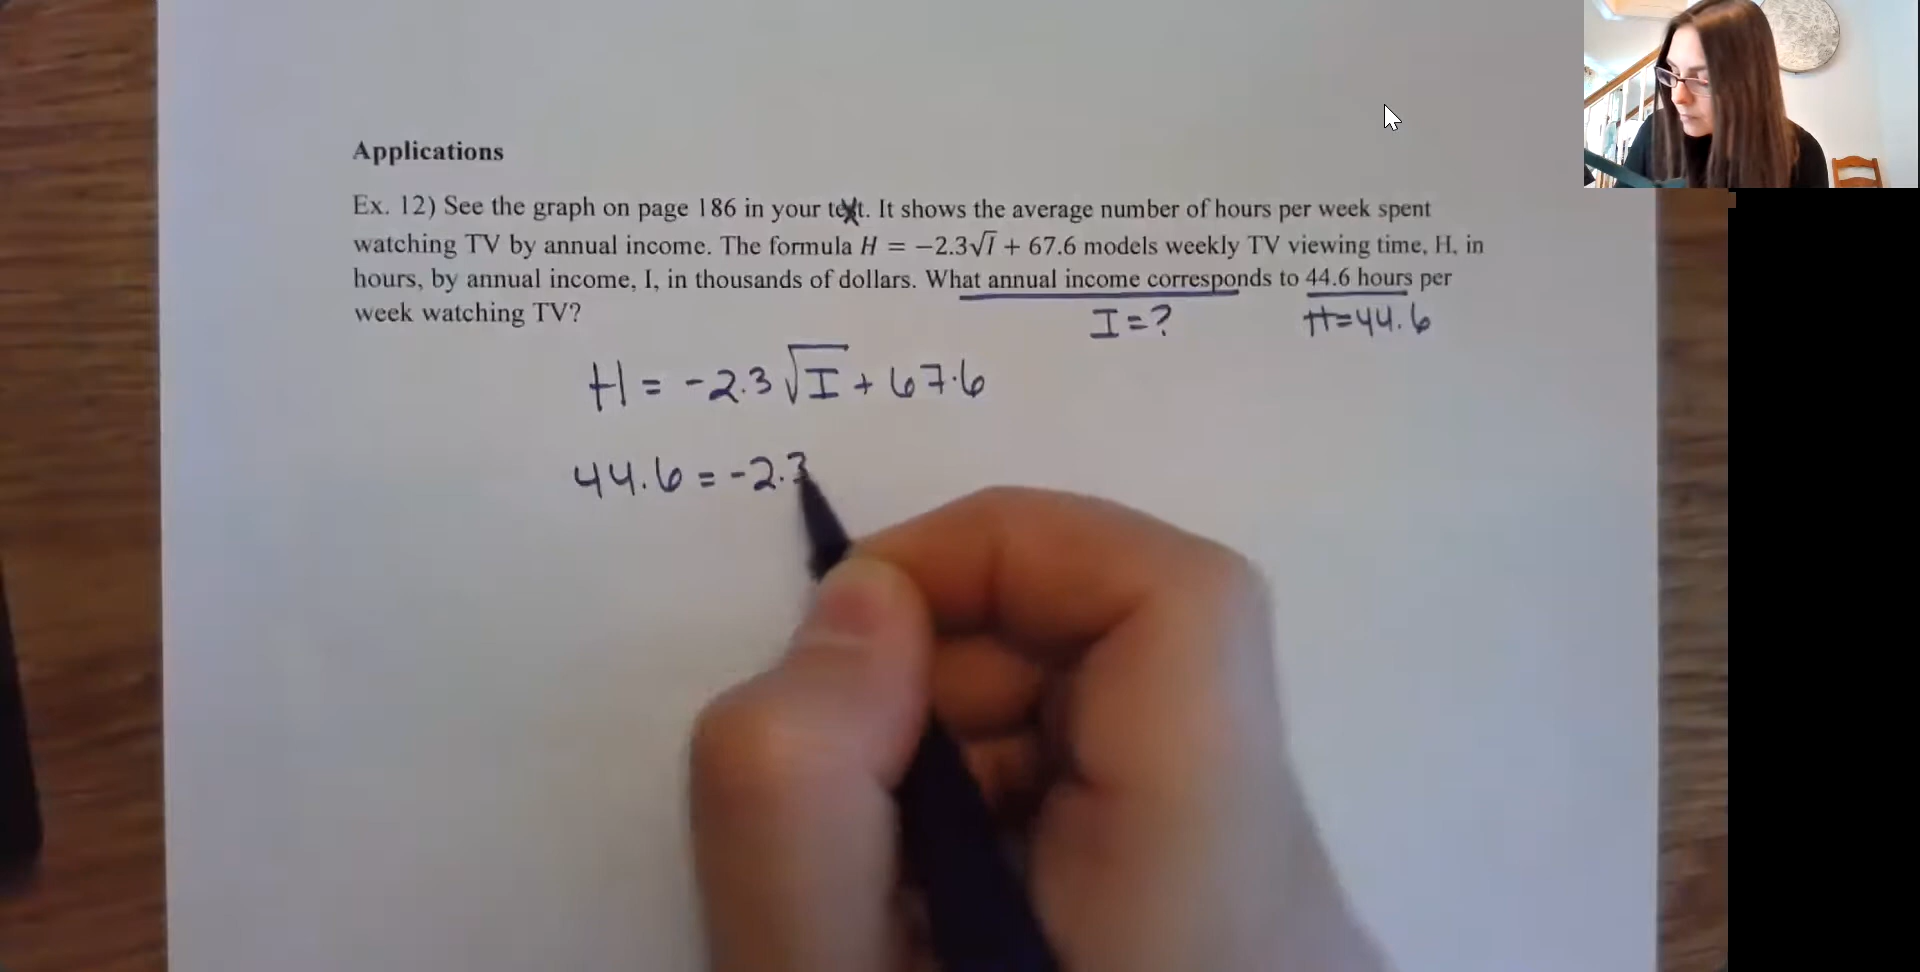 Applications
Ex. 12) See the graph on page 186 in your text. It shows the average number of hours per week spent
watching TV by annual income. The formula H = −2.3√I + 67.6 models weekly TV viewing time, H, in
hours, by annual income, I, in thousands of dollars. What annual income corresponds to 44.6 hours per
week watching TV?
I = ? H=44.6
H = -2.3√I + 67.6
44.6 = -2.3